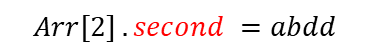 Arr[2].second = abdd